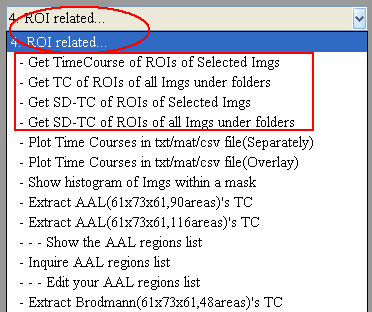 4. ROI related...
4. ROI related...
- Get TimeCourse of ROIs of Selected Imgs
- Get TC of ROIs of all Imgs under folders
- Get SD-TC of ROIs of Selected Imgs
- Get SD-TC of ROIs of all Imgs under folders
- Plot Time Courses in txt/mat/csv file(Separately)
- Plot Time Courses in txt/mat/csv file(Overlay)
- Show histogram of Imgs within a mask
- Extract AAL(61x73x61,90areas)'s TC
- Extract AAL(61x73x61,116areas)'s TC
- - - Show the AAL regions list
- Inquire AAL regions list
- - - Edit your AAL regions list
- Extract Brodmann(61x73x61,48areas)'s TC